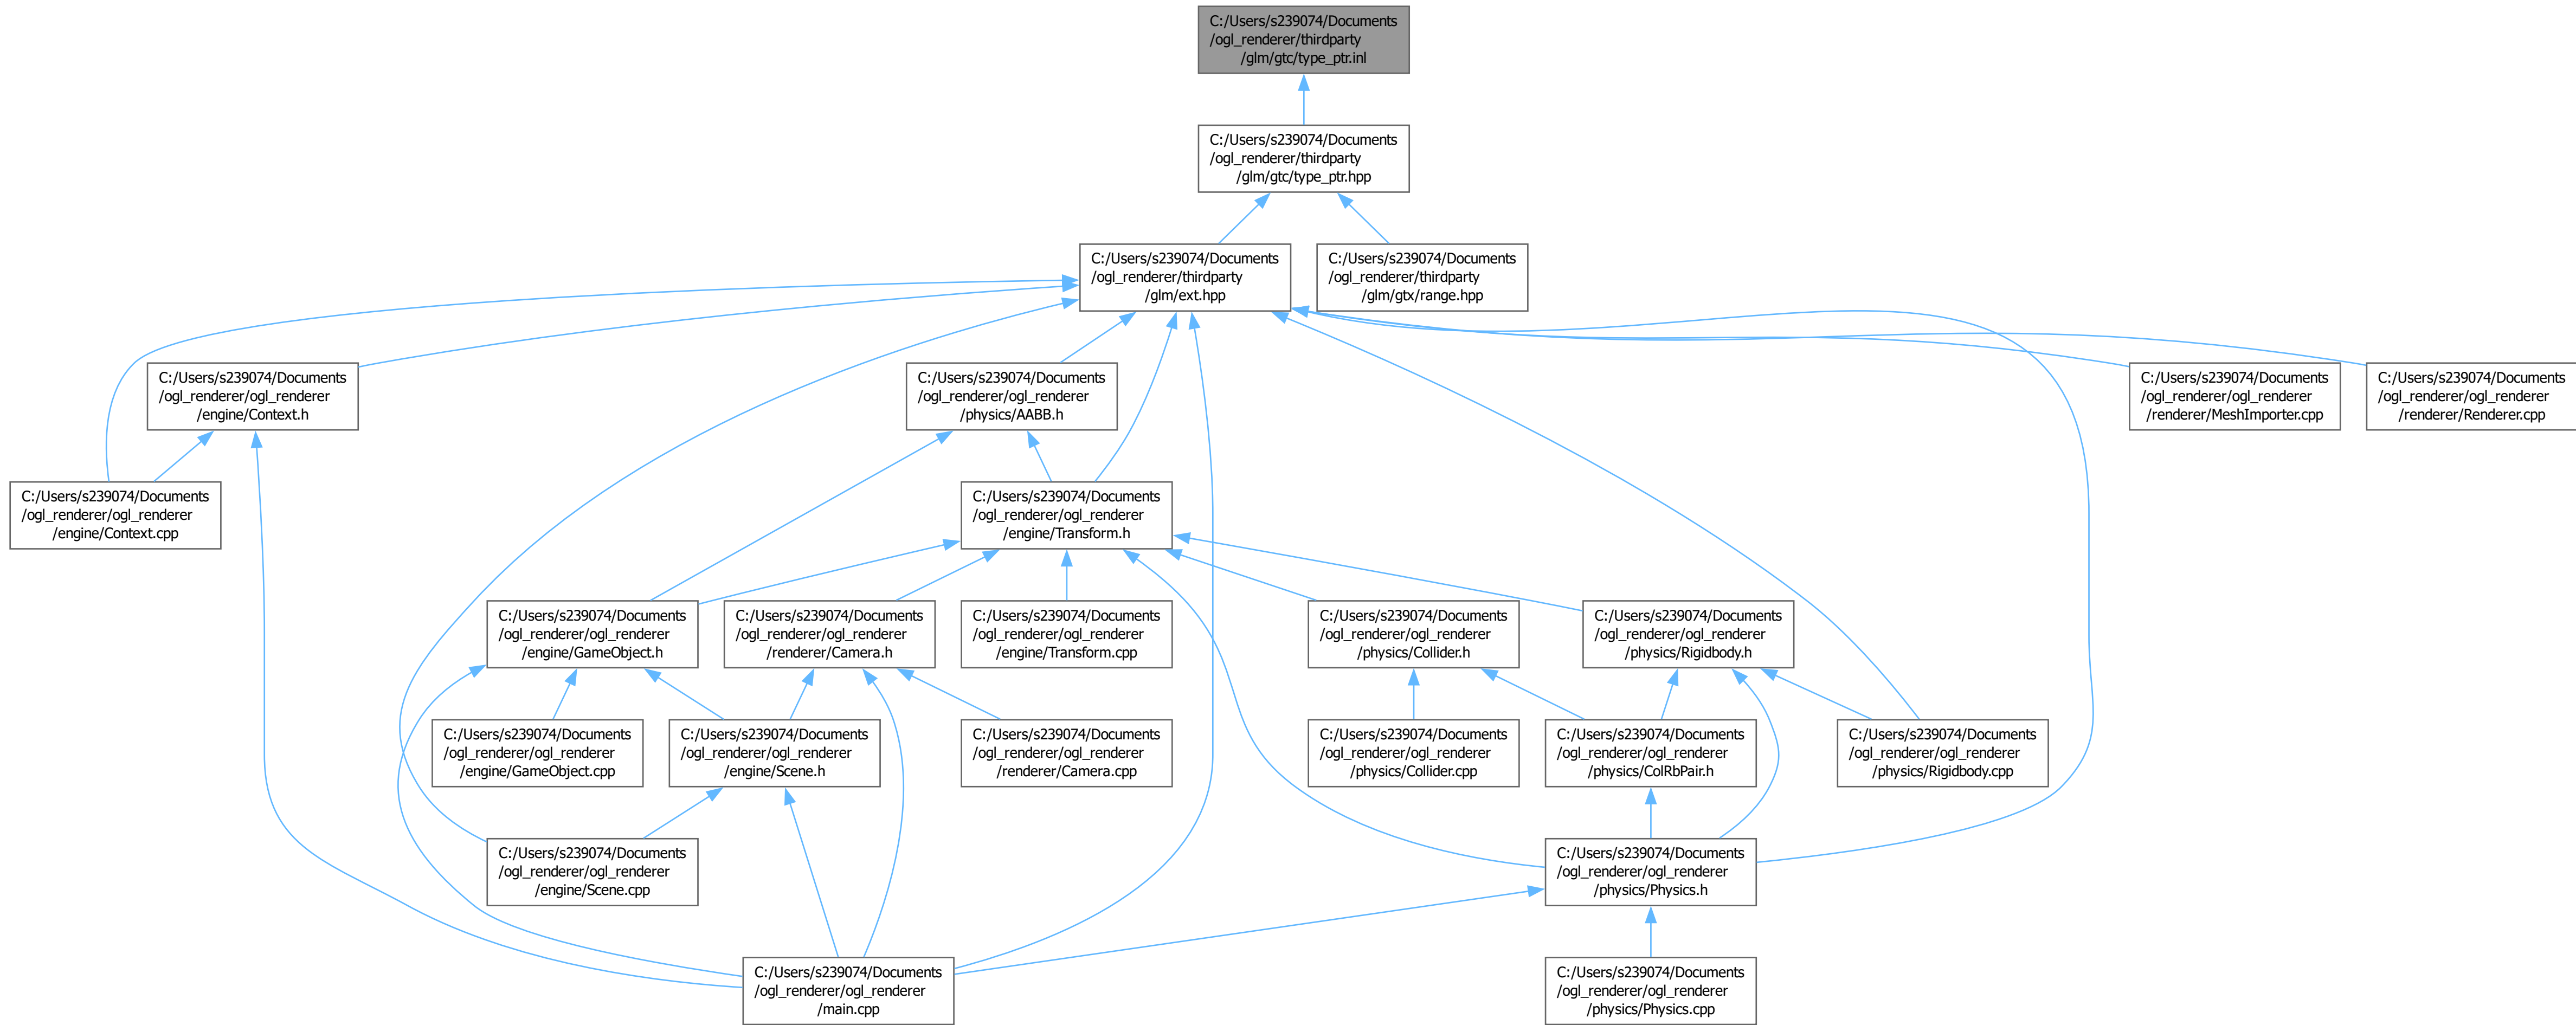 C:/Users/s239074/Documents
/ogl_renderer/thirdparty
/glm/gtc/type_ptr.inl
C:/Users/s239074/Documents
/ogl_renderer/thirdparty
/glm/gtc/type_ptr.hpp
C:/Users/s239074/Documents
/ogl_renderer/thirdparty
/glm/ext.hpp
C:/Users/s239074/Documents
/ogl_renderer/thirdparty
/glm/gtx/range.hpp
C:/Users/s239074/Documents
/ogl_renderer/ogl_renderer
/engine/Context.h
C:/Users/s239074/Documents
/ogl_renderer/ogl_renderer
/physics/AABB.h
C:/Users/s239074/Documents
/ogl_renderer/ogl_renderer
/renderer/MeshImporter.cpp
C:/Users/s239074/Documents
/ogl_renderer/ogl_renderer
/renderer/Renderer.cpp
C:/Users/s239074/Documents
/ogl_renderer/ogl_renderer
/engine/Context.cpp
C:/Users/s239074/Documents
/ogl_renderer/ogl_renderer
/engine/Transform.h
C:/Users/s239074/Documents
/ogl_renderer/ogl_renderer
/engine/GameObject.h
C:/Users/s239074/Documents
/ogl_renderer/ogl_renderer
/renderer/Camera.h
C:/Users/s239074/Documents
/ogl_renderer/ogl_renderer
/engine/Transform.cpp
C:/Users/s239074/Documents
/ogl_renderer/ogl_renderer
/physics/Collider.h
C:/Users/s239074/Documents
/ogl_renderer/ogl_renderer
/physics/Rigidbody.h
C:/Users/s239074/Documents
/ogl_renderer/ogl_renderer
/engine/GameObject.cpp
C:/Users/s239074/Documents
/ogl_renderer/ogl_renderer
/engine/Scene.h
C:/Users/s239074/Documents
/ogl_renderer/ogl_renderer
/renderer/Camera.cpp
C:/Users/s239074/Documents
/ogl_renderer/ogl_renderer
/physics/Collider.cpp
C:/Users/s239074/Documents
/ogl_renderer/ogl_renderer
/physics/ColRbPair.h
C:/Users/s239074/Documents
/ogl_renderer/ogl_renderer
/physics/Rigidbody.cpp
C:/Users/s239074/Documents
/ogl_renderer/ogl_renderer
/engine/Scene.cpp
C:/Users/s239074/Documents
/ogl_renderer/ogl_renderer
/physics/Physics.h
C:/Users/s239074/Documents
/ogl_renderer/ogl_renderer
/main.cpp
C:/Users/s239074/Documents
/ogl_renderer/ogl_renderer
/physics/Physics.cpp